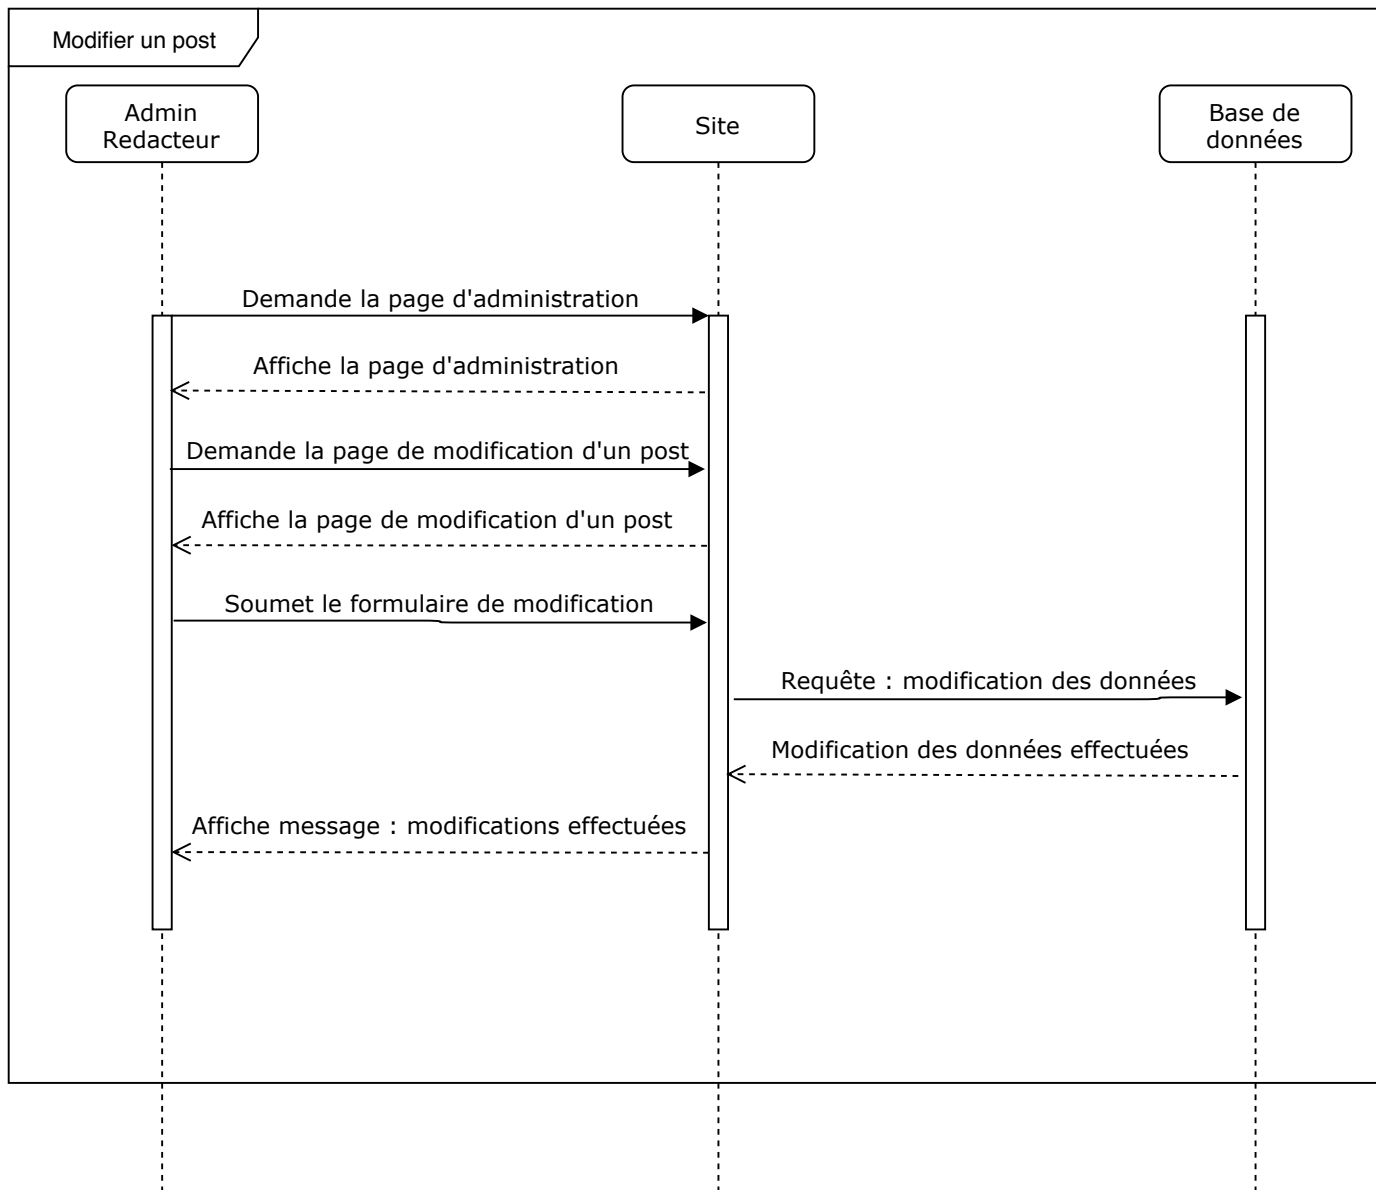 Modifier un post
Admin
Redacteur
Site
Base de
données
Demande la page d'administration
Affiche la page d'administration
Demande la page de modification d'un post
Affiche la page de modification d'un post
Soumet le formulaire de modification
Requête : modification des données
Modification des données effectuées
Affiche message : modifications effectuées